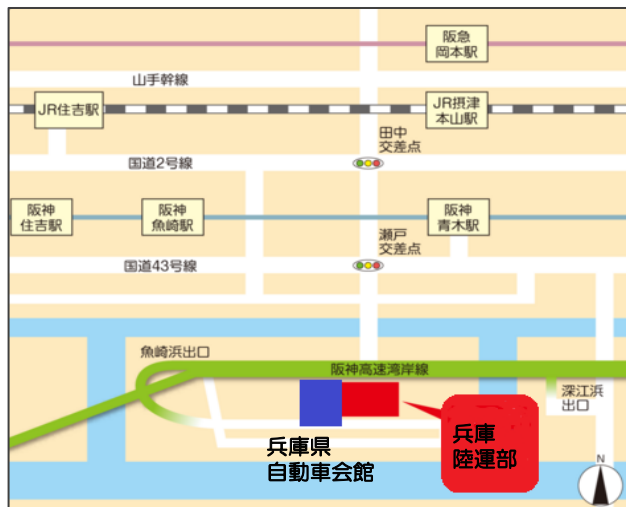 阪急
岡本駅
山手幹線
JR住吉駅
JR摂津
本山駅
田中
交差点
国道2号線
阪神
住吉駅
阪神
魚崎駅
阪神
青木駅
瀬戸
交差点
国道43号線
魚崎浜出口
阪神高速湾岸線
深江浜
出口
兵庫県
自動車会館
兵庫
陸運部
N